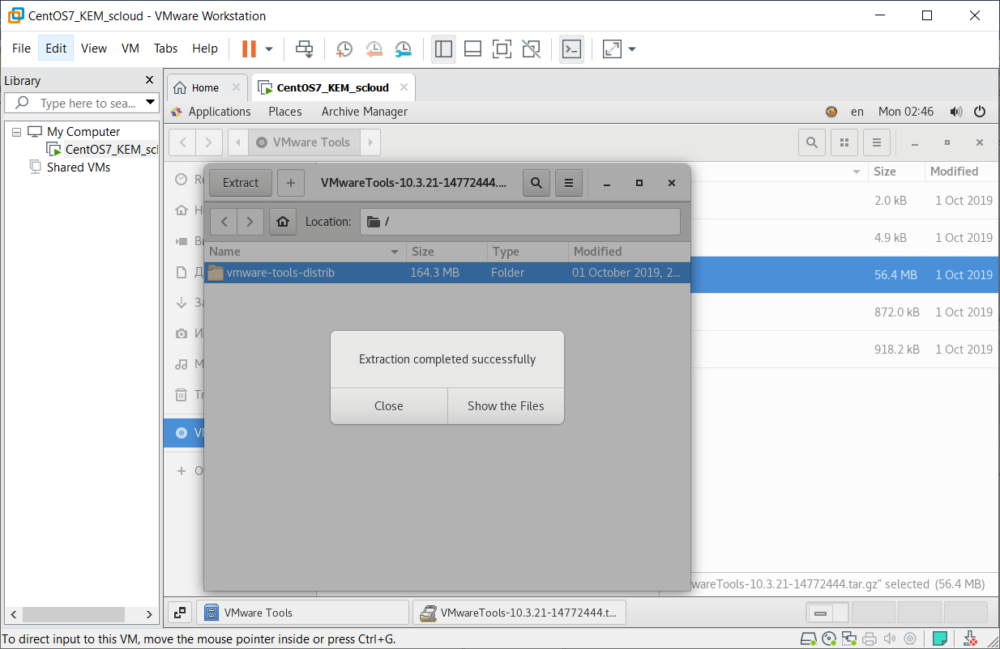 CentOS7_KEM_scloud - VMware Workstation
File Edit View VM Tabs Help
Library
Type here to sea...
My Computer
CentOS7_KEM_scl
Shared VMs
Home
CentOS7_KEM_scloud
Applications Places Archive Manager en Mon 02:46
VMware Tools
Size Modified
2.0 kB 1 Oct 2019
4.9 kB 1 Oct 2019
56.4 MB 1 Oct 2019
872.0 kB 1 Oct 2019
918.2 kB 1 Oct 2019
Extract VMwareTools-10.3.21-14772444....
Location: /
Name Size Type Modified
vmware-tools-distrib 164.3 MB Folder 01 October 2019, 2...
Extraction completed successfully
Close Show the Files
wareTools-10.3.21-14772444.tar.gz" selected (56.4 MB)
VMware Tools VMwareTools-10.3.21-14772444.t...
To direct input to this VM, move the mouse pointer inside or press Ctrl+G.